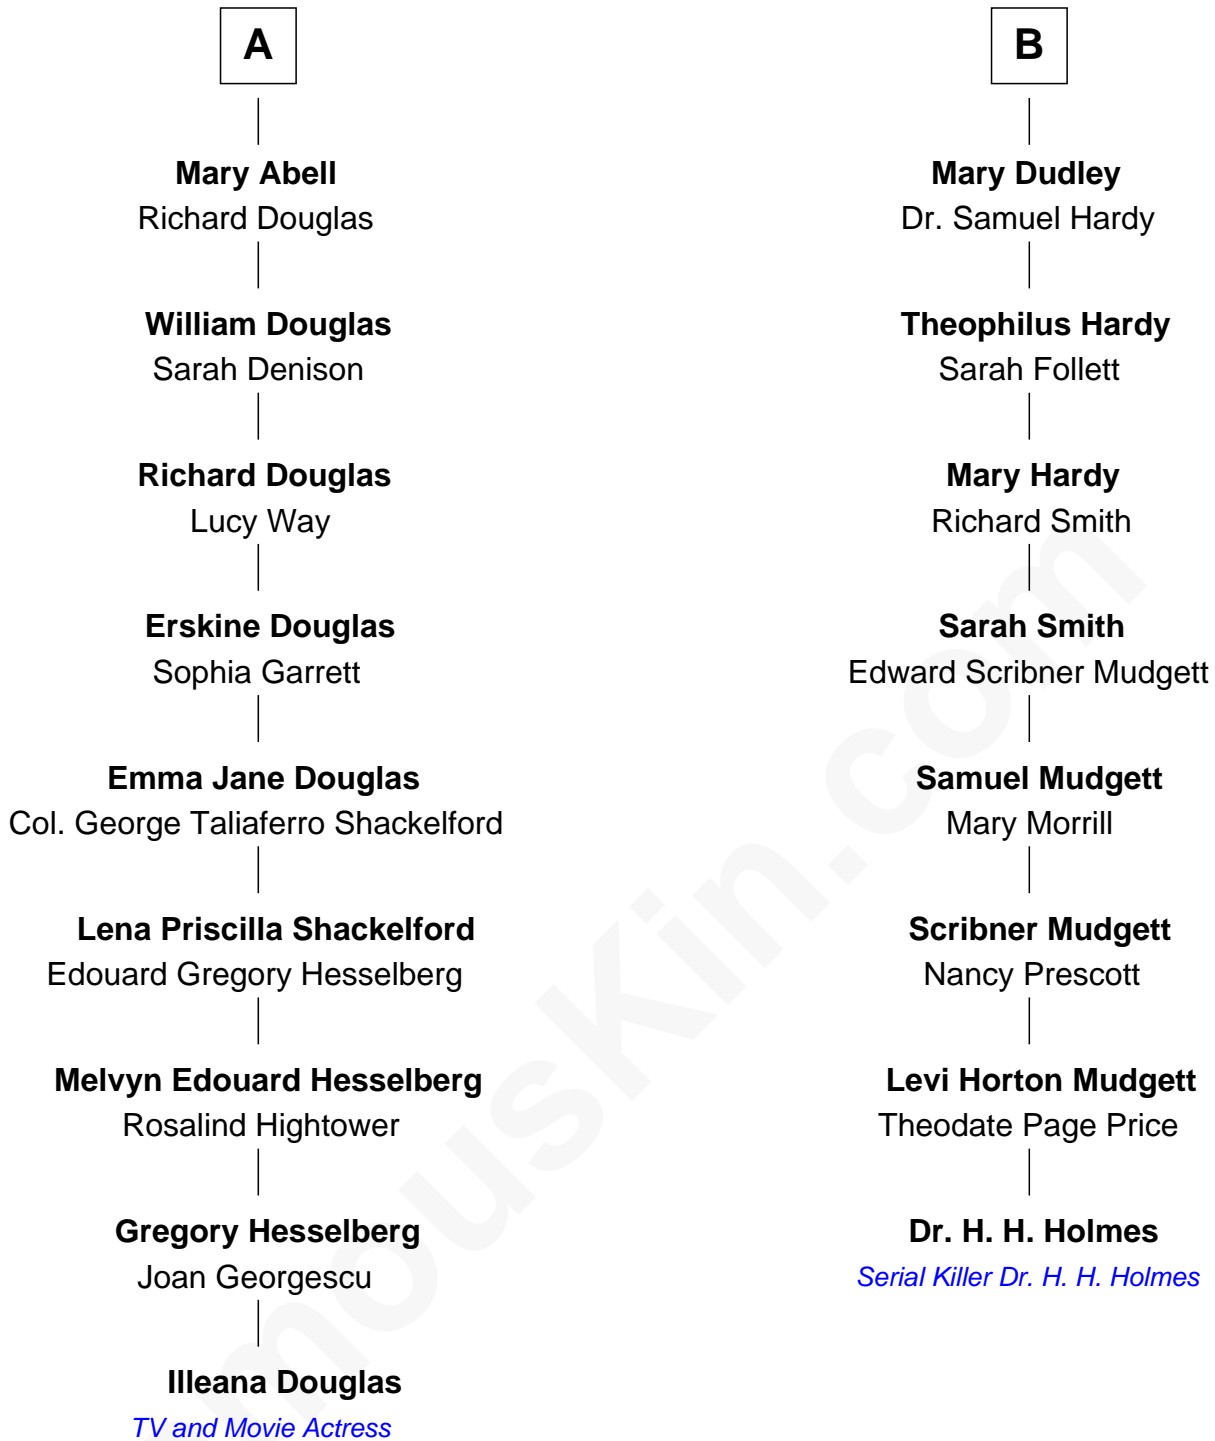 A
Mary Abell
Richard Douglas
William Douglas
Sarah Denison
Richard Douglas
Lucy Way
Erskine Douglas
Sophia Garrett
Emma Jane Douglas
Col. George Taliaferro Shackelford
Lena Priscilla Shackelford
Edouard Gregory Hesselberg
Melvyn Edouard Hesselberg
Rosalind Hightower
Gregory Hesselberg
Joan Georgescu
Illeana Douglas
TV and Movie Actress
B
Mary Dudley
Dr. Samuel Hardy
Theophilus Hardy
Sarah Follett
Mary Hardy
Richard Smith
Sarah Smith
Edward Scribner Mudgett
Samuel Mudgett
Mary Morrill
Scribner Mudgett
Nancy Prescott
Levi Horton Mudgett
Theodate Page Price
Dr. H. H. Holmes
Serial Killer Dr. H. H. Holmes
mousKin.com